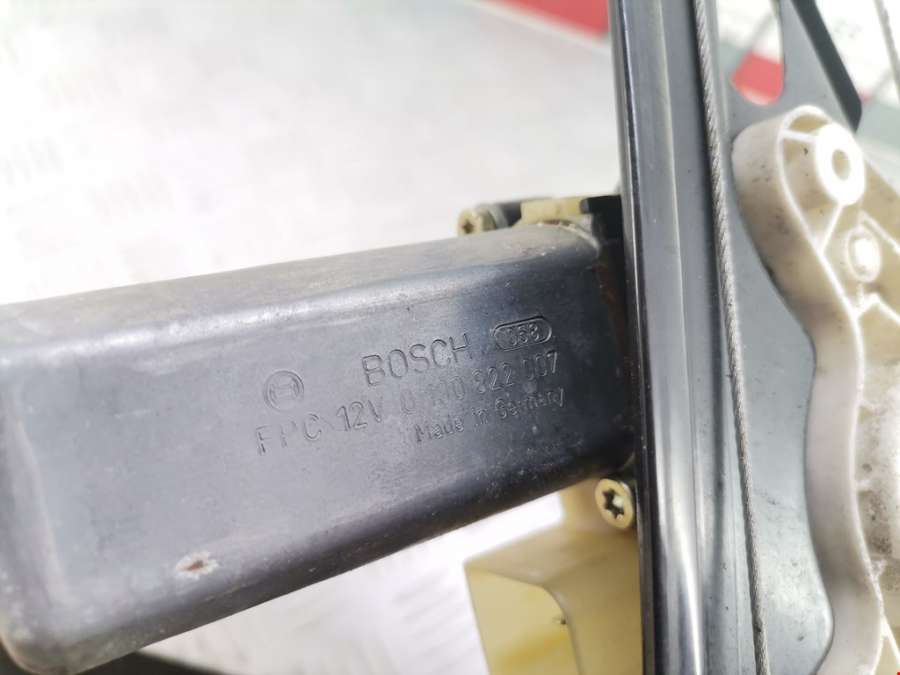 BOSCH 058
FPC 12V 0 130 822 007
Made in Germany